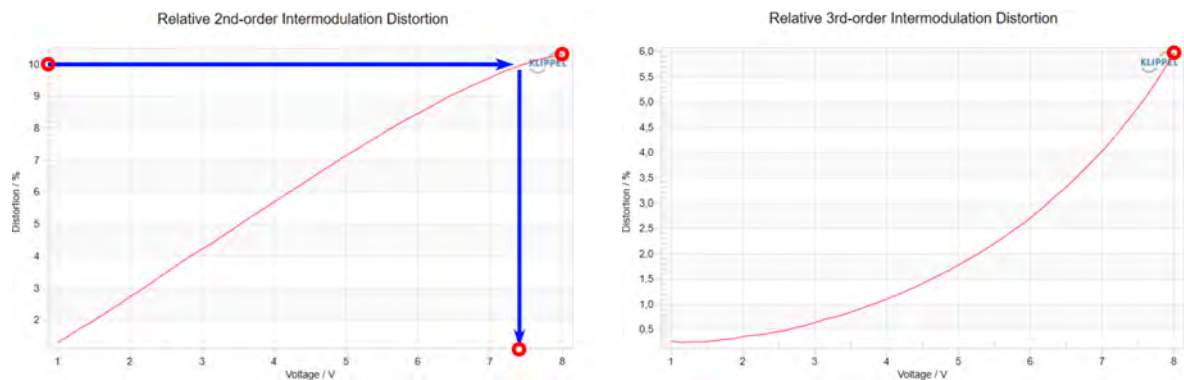 Relative 2nd-order Intermodulation Distortion
10
9
8
7
6
5
4
3
2
Distortion / %
KLIPPEL
1 2 3 4 5 6 7 8
Voltage / V
Relative 3rd-order Intermodulation Distortion
6,0
5,5
5,0
4,5
4,0
3,5
3,0
2,5
2,0
1,5
1,0
0,5
Distortion / %
KLIPPEL
1 2 3 4 5 6 7 8
Voltage / V